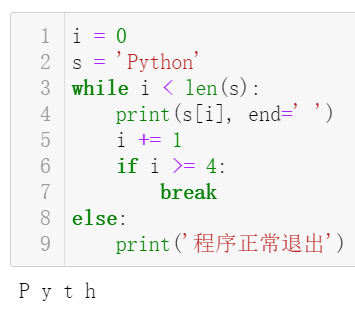 1 i = 0
2 s = 'Python'
3 while i < len(s):
4     print(s[i], end=' ')
5     i += 1
6     if i >= 4:
7         break
8 else:
9     print('程序正常退出')
P y t h